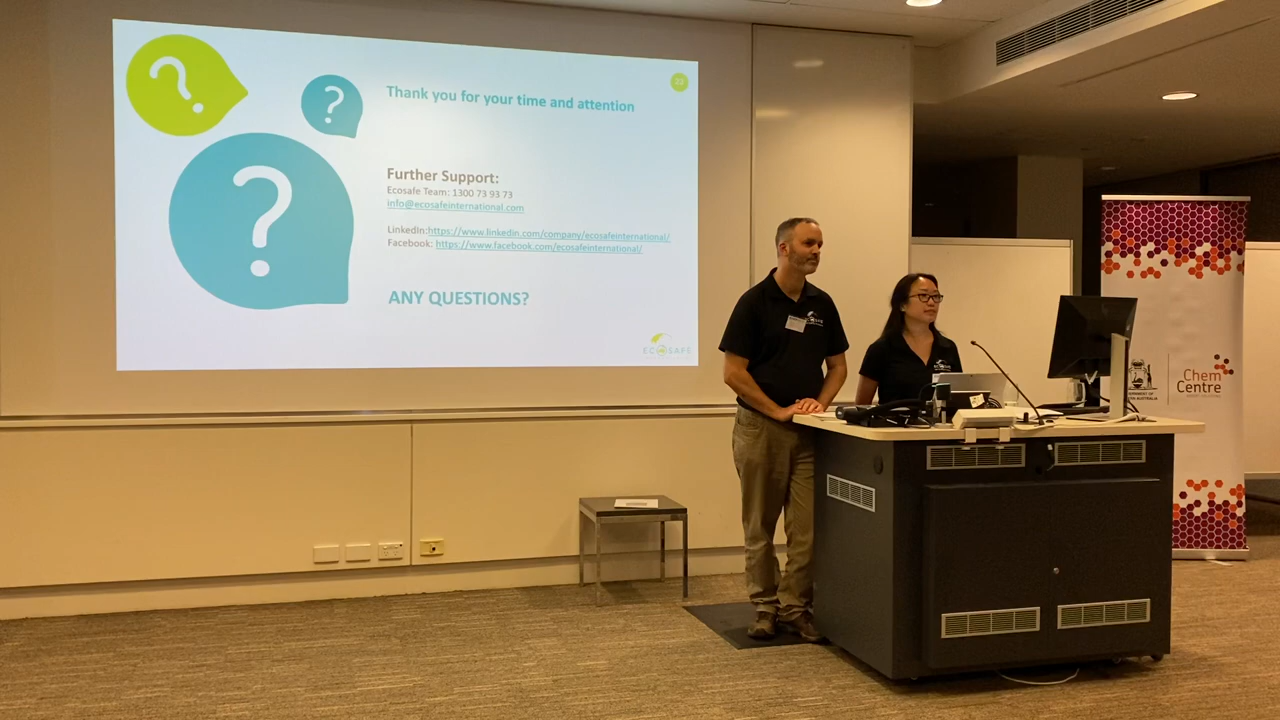 ?
?
?
22
Thank you for your time and attention
Further Support:
Ecosafe Team: 1300 73 93 73
info@ecosafeinternational.com
LinkedIn:https://www.linkedin.com/company/ecosafeinternational/
Facebook: https://www.facebook.com/ecosafeinternational/
ANY QUESTIONS?
ECOSAFE
Chem
Centre